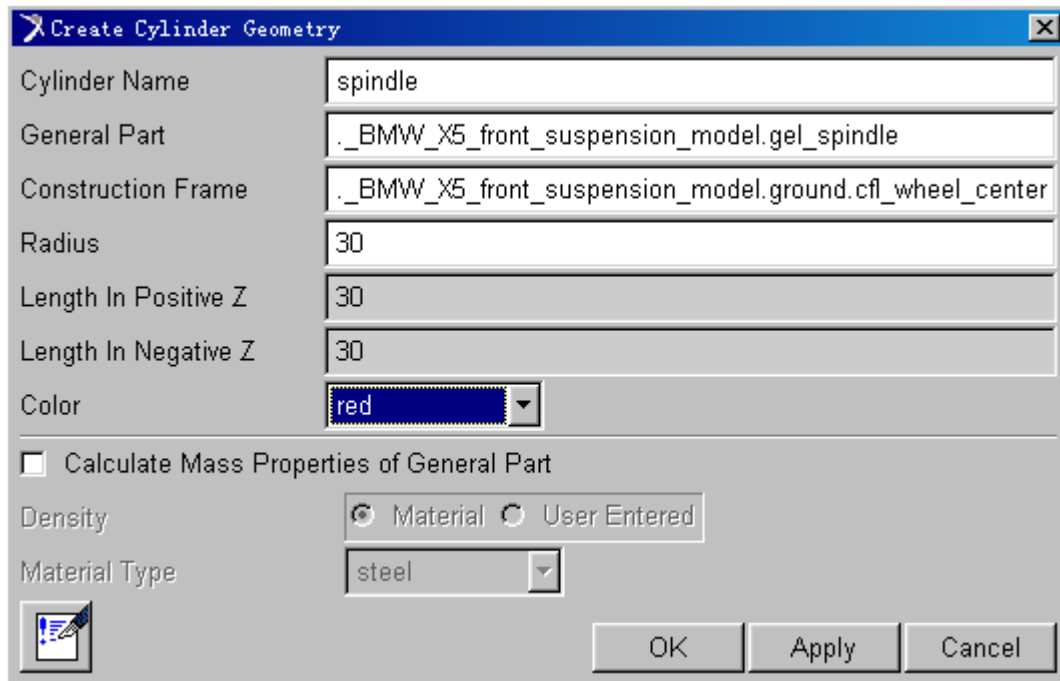 Create Cylinder Geometry
Cylinder Name spindle
General Part ._BMW_X5_front_suspension_model.gel_spindle
Construction Frame ._BMW_X5_front_suspension_model.ground.cfl_wheel_center
Radius 30
Length In Positive Z 30
Length In Negative Z 30
Color red
Calculate Mass Properties of General Part
Density Material User Entered
Material Type steel
OK Apply Cancel